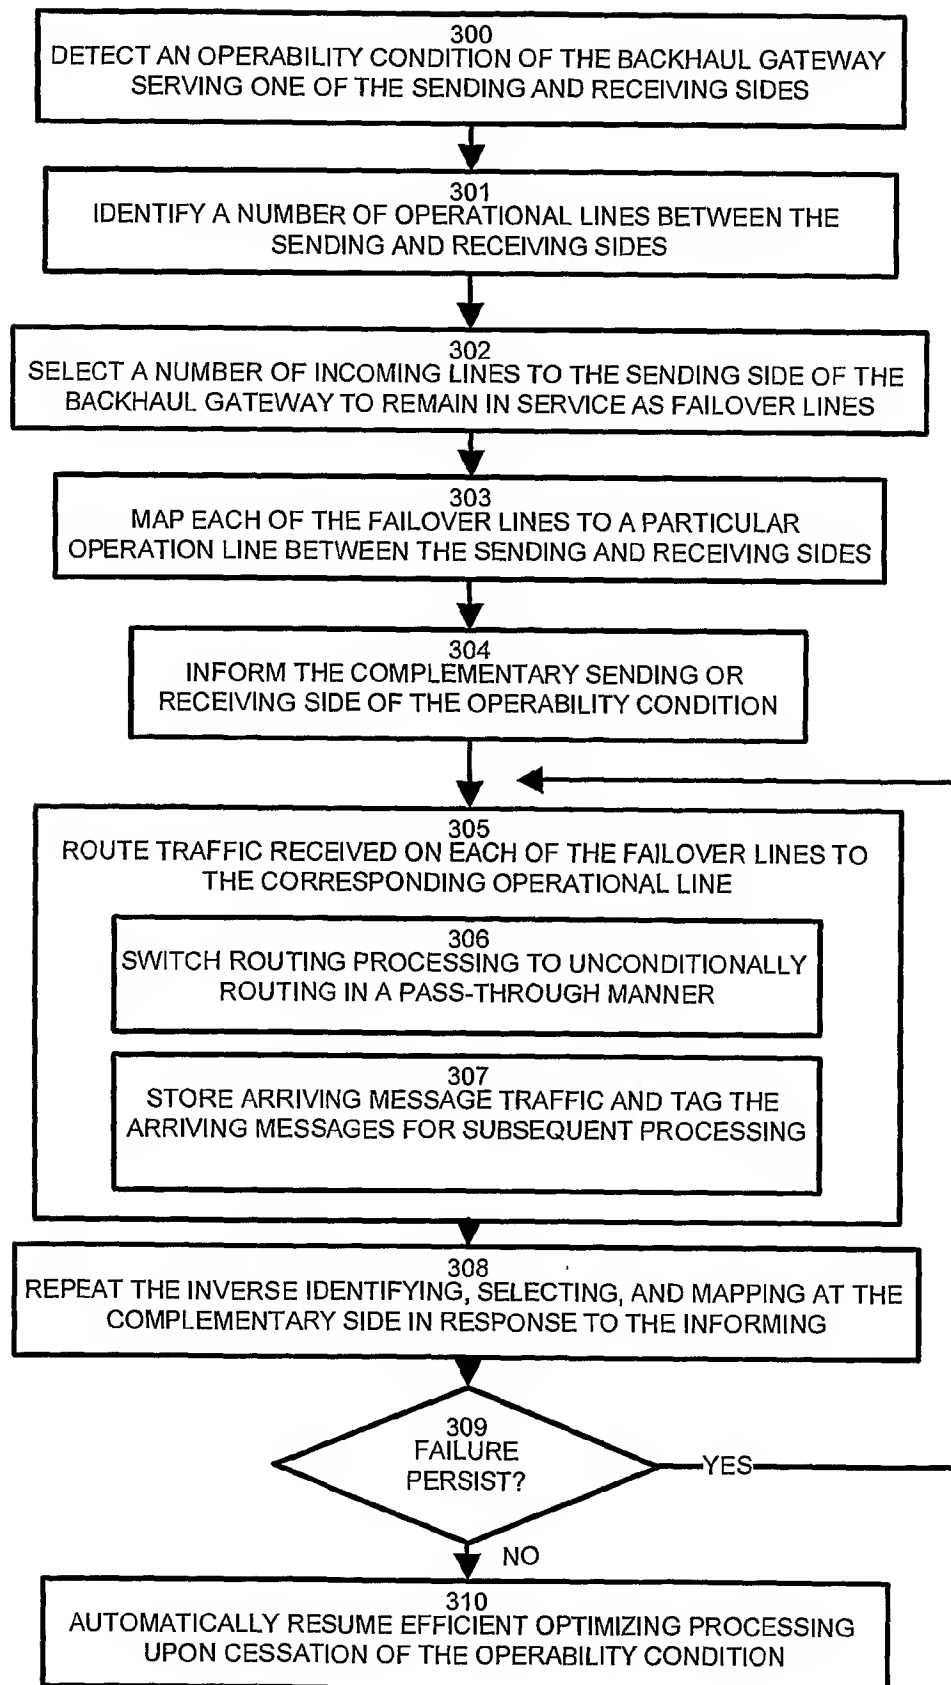 300
DETECT AN OPERABILITY CONDITION OF THE BACKHAUL GATEWAY
SERVING ONE OF THE SENDING AND RECEIVING SIDES
301
IDENTIFY A NUMBER OF OPERATIONAL LINES BETWEEN THE
SENDING AND RECEIVING SIDES
302
SELECT A NUMBER OF INCOMING LINES TO THE SENDING SIDE OF THE
BACKHAUL GATEWAY TO REMAIN IN SERVICE AS FAILOVER LINES
303
MAP EACH OF THE FAILOVER LINES TO A PARTICULAR
OPERATION LINE BETWEEN THE SENDING AND RECEIVING SIDES
304
INFORM THE COMPLEMENTARY SENDING OR
RECEIVING SIDE OF THE OPERABILITY CONDITION
305
ROUTE TRAFFIC RECEIVED ON EACH OF THE FAILOVER LINES TO
THE CORRESPONDING OPERATIONAL LINE
306
SWITCH ROUTING PROCESSING TO UNCONDITIONALLY
ROUTING IN A PASS-THROUGH MANNER
307
STORE ARRIVING MESSAGE TRAFFIC AND TAG THE
ARRIVING MESSAGES FOR SUBSEQUENT PROCESSING
308
REPEAT THE INVERSE IDENTIFYING, SELECTING, AND MAPPING AT THE
COMPLEMENTARY SIDE IN RESPONSE TO THE INFORMING
309
FAILURE
PERSIST?
YES
NO
310
AUTOMATICALLY RESUME EFFICIENT OPTIMIZING PROCESSING
UPON CESSATION OF THE OPERABILITY CONDITION